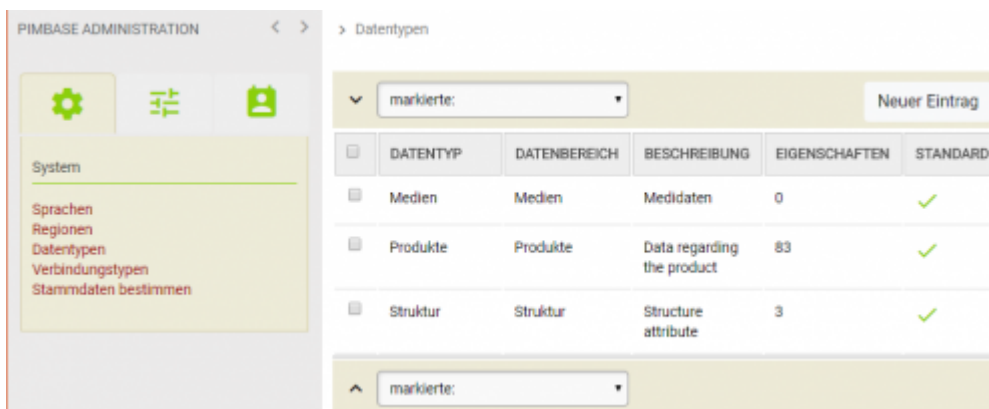 PIMBASE ADMINISTRATION
System
Sprachen
Regionen
Datentypen
Verbindungstypen
Stammdaten bestimmen
> Datentypen
markierte:
Neuer Eintrag
DATENTYP DATENBEREICH BESCHREIBUNG EIGENSCHAFTEN STANDARD
Medien Medien Medidaten 0
Produkte Produkte Data regarding 83
the product
Struktur Struktur Structure 3
attribute
markierte: